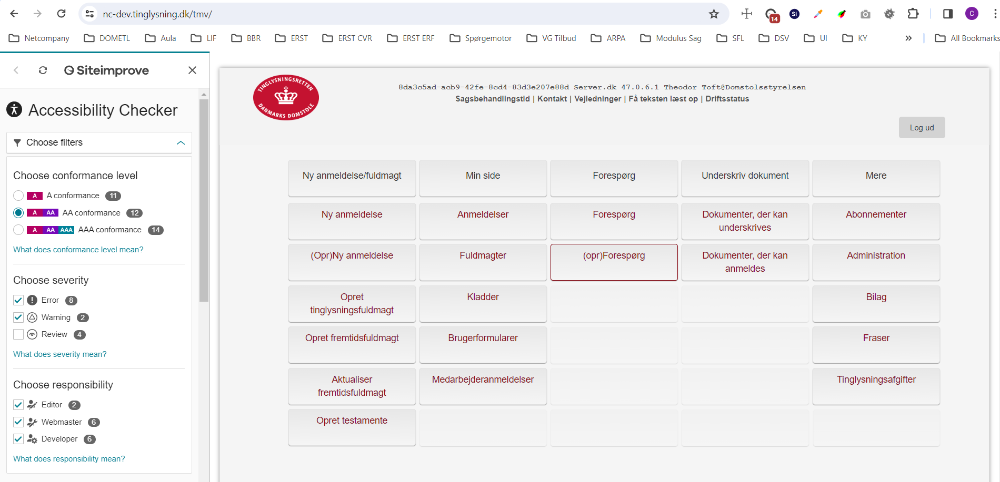 nc-dev.tinglysning.dk/tmv/
14
Si
C
Netcompany
DOMETL
Aula
LIF
BBR
ERST
ERST CVR
ERST ERF
Spørgemotor
VG Tilbud
ARPA
Modulus Sag
SFL
DSV
UI
KY
»
All Bookmarks
Siteimprove
Accessibility Checker
Choose filters
Choose conformance level
A A conformance 11
A AA AA conformance 12
A AA AAA AAA conformance 14
What does conformance level mean?
Choose severity
Error 8
Warning 2
Review 4
What does severity mean?
Choose responsibility
Editor 2
Webmaster 6
Developer 6
What does responsibility mean?
TINGLYSNINGSRETTEN
DANMARKS DOMSTOLE
8da3c5ad-acb9-42fe-8cd4-83d3e207e88d Server.dk 47.0.6.1 Theodor Toft@Domstolsstyrelsen
Sagsbehandlingstid | Kontakt | Vejledninger | Få teksten læst op | Driftsstatus
Log ud
Ny anmeldelse/fuldmagt
Min side
Forespørg
Underskriv dokument
Mere
Ny anmeldelse
Anmeldelser
Forespørg
Dokumenter, der kan
underskrives
Abonnementer
(Opr)Ny anmeldelse
Fuldmagter
(opr)Forespørg
Dokumenter, der kan
anmeldes
Administration
Opret
tinglysningsfuldmagt
Kladder
Bilag
Opret fremtidsfuldmagt
Brugerformularer
Fraser
Aktualiser
fremtidsfuldmagt
Medarbejderanmeldelser
Tinglysningsafgifter
Opret testamente